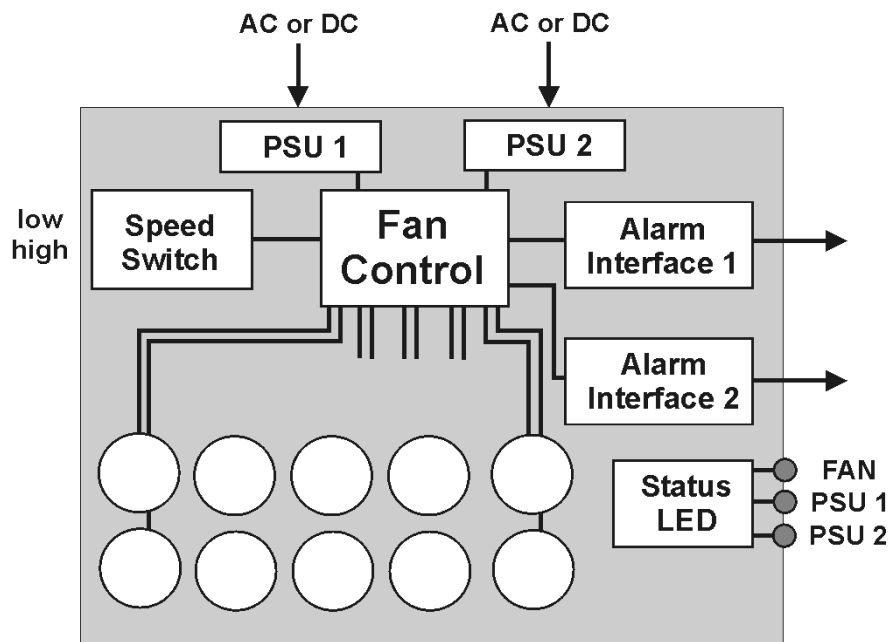 AC or DC
AC or DC
PSU 1
PSU 2
low
high
Speed
Switch
Fan
Control
Alarm
Interface 1
Alarm
Interface 2
Status
LED
FAN
PSU 1
PSU 2